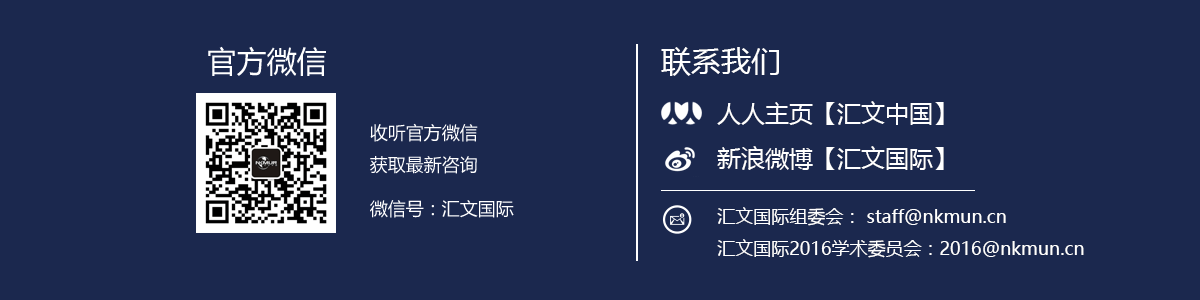 官方微信
NKMUN
收听官方微信
获取最新咨询
微信号：汇文国际
联系我们
人人主页【汇文中国】
新浪微博【汇文国际】
汇文国际组委会： staff@nkmun.cn
汇文国际2016学术委员会：2016@nkmun.cn